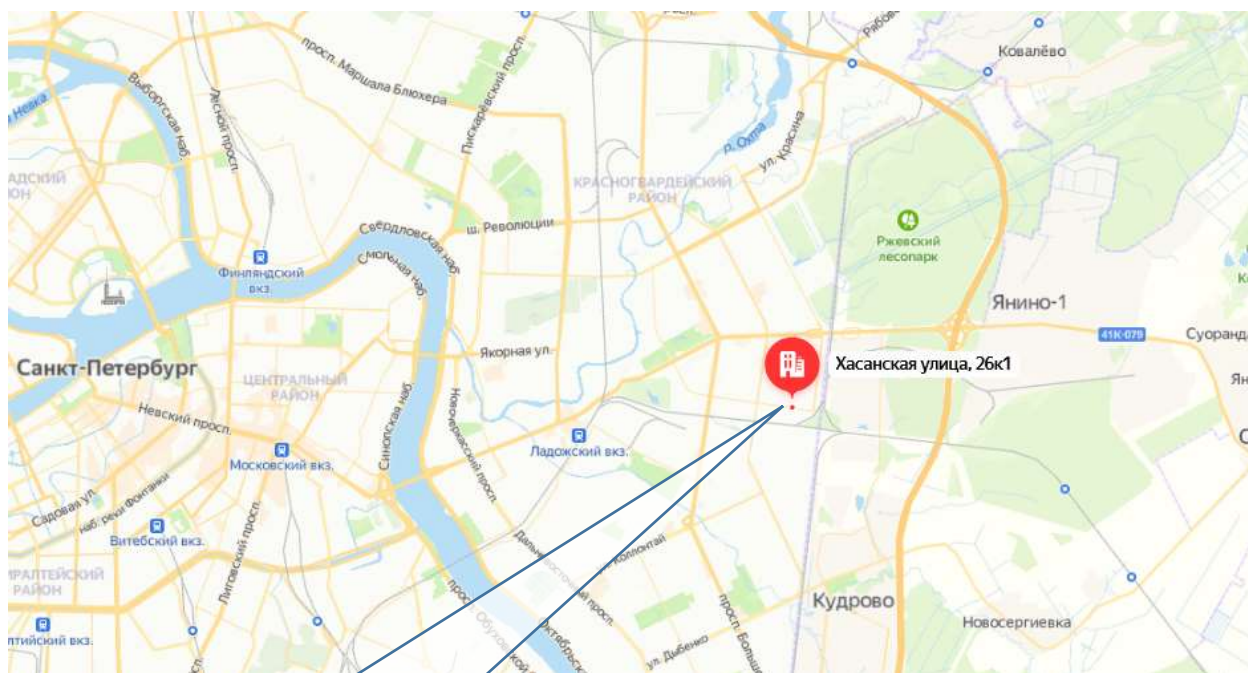 Ковалёво
просп. Маршала Блюхера
Пискарёвский просп.
Лесной просп.
Выборгская наб.
Невка
р. Охта
ул. Красина
КРАСНОГВАРДЕЙСКИЙ
РАЙОН
Свердловская наб.
ш. Революции
Смольная наб.
Финляндский
вкз.
Ржевский
лесопарк
Янино-1
41К-079
Якорная ул.
Хасанская улица, 26к1
Санкт-Петербург
ЦЕНТРАЛЬНЫЙ
РАЙОН
Невский просп.
Синопская наб.
Новочеркасский просп.
Ладожский вкз.
Московский вкз.
Садовая ул.
наб. реки Фонтанки
Витебский вкз.
Лиговский просп.
Коллонтай
Кудрово
Новосергиевка
ул. Дыбенко